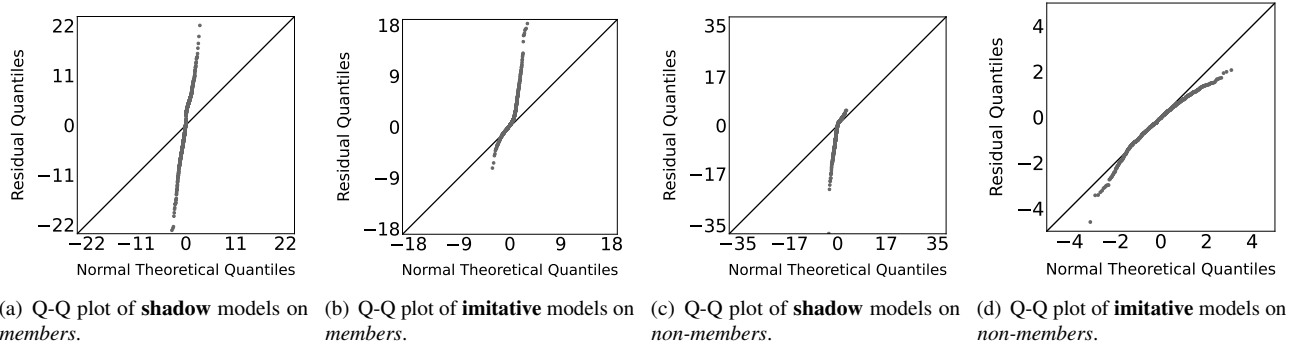 22
11
0
−11
−22
Residual Quantiles
−22 −11 0 11 22
Normal Theoretical Quantiles
18
9
0
−9
−18
Residual Quantiles
−18 −9 0 9 18
Normal Theoretical Quantiles
35
17
0
−17
−35
Residual Quantiles
−35 −17 0 17 35
Normal Theoretical Quantiles
4
2
0
−2
−4
Residual Quantiles
−4 −2 0 2 4
Normal Theoretical Quantiles
(a) Q-Q plot of shadow models on
members.
(b) Q-Q plot of imitative models on
members.
(c) Q-Q plot of shadow models on
non-members.
(d) Q-Q plot of imitative models on
non-members.